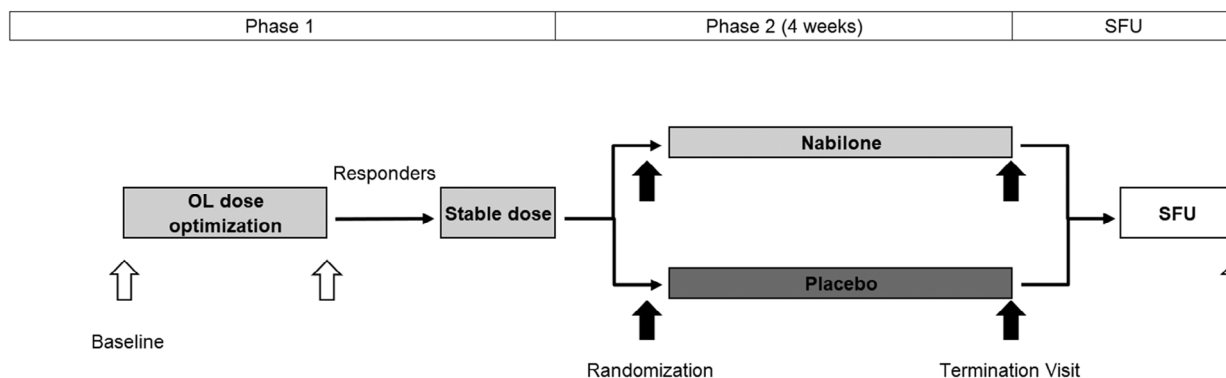 Phase 1
Phase 2 (4 weeks)
SFU
Nabilone
Responders
OL dose
optimization
Stable dose
SFU
Placebo
Baseline
Randomization
Termination Visit